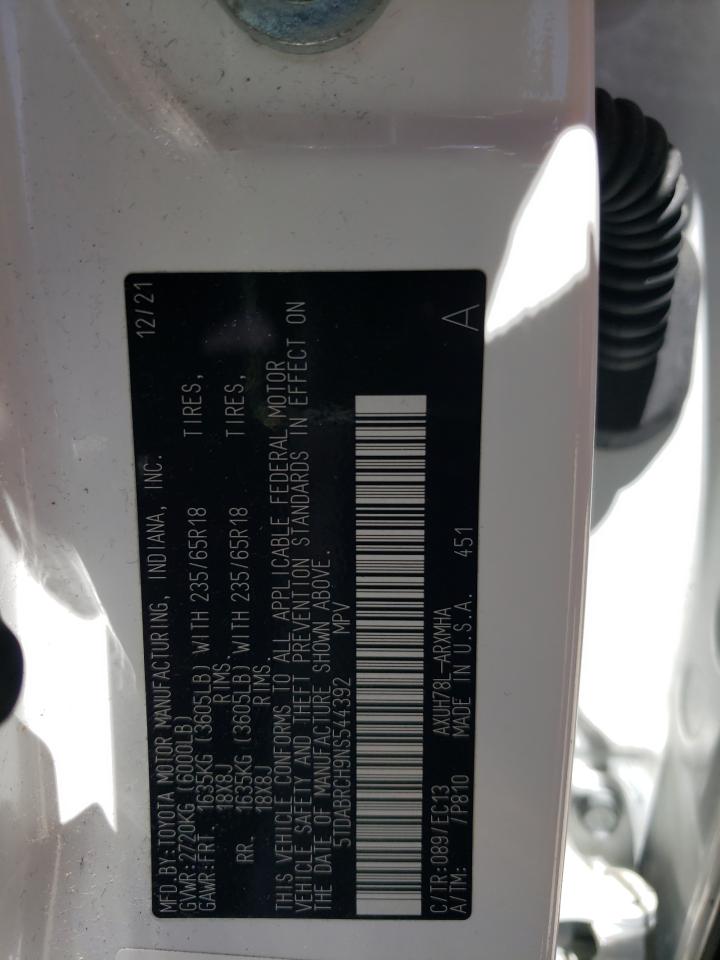 MFD BY:TOYOTA MOTOR MANUFACTURING, INDIANA, INC. 12/21
GVWR:2720KG (6000LB)
GAWR:FRT. 1635KG (3605LB) WITH 235/65R18 TIRES,
18X8J RIMS.
RR. 1635KG (3605LB) WITH 235/65R18 TIRES,
18X8J RIMS.
THIS VEHICLE CONFORMS TO ALL APPLICABLE FEDERAL MOTOR
VEHICLE SAFETY AND THEFT PREVENTION STANDARDS IN EFFECT ON
THE DATE OF MANUFACTURE SHOWN ABOVE.
5TDABRCH9NS544392 MPV
C/TR:089/EC13 AXUH78L-ARXMHA
A/TM: /P810 MADE IN U.S.A. 451 A